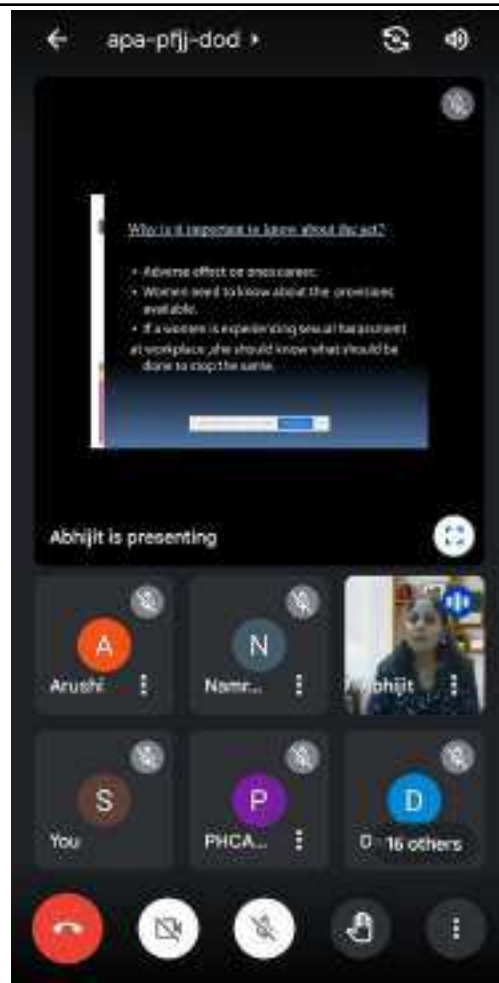 apa-pfjj-dod
Why is it important to know about the act?
• Adverse effect on ones career.
• Women need to know about the provisions
available.
• If a women is experiencing sexual harassment
at workplace ,she should know what should be
done to stop the same.
Abhijit is presenting
A
N
Arushi
Namr...
Abhijit
S
P
D
You
PHCA...
D
16 others